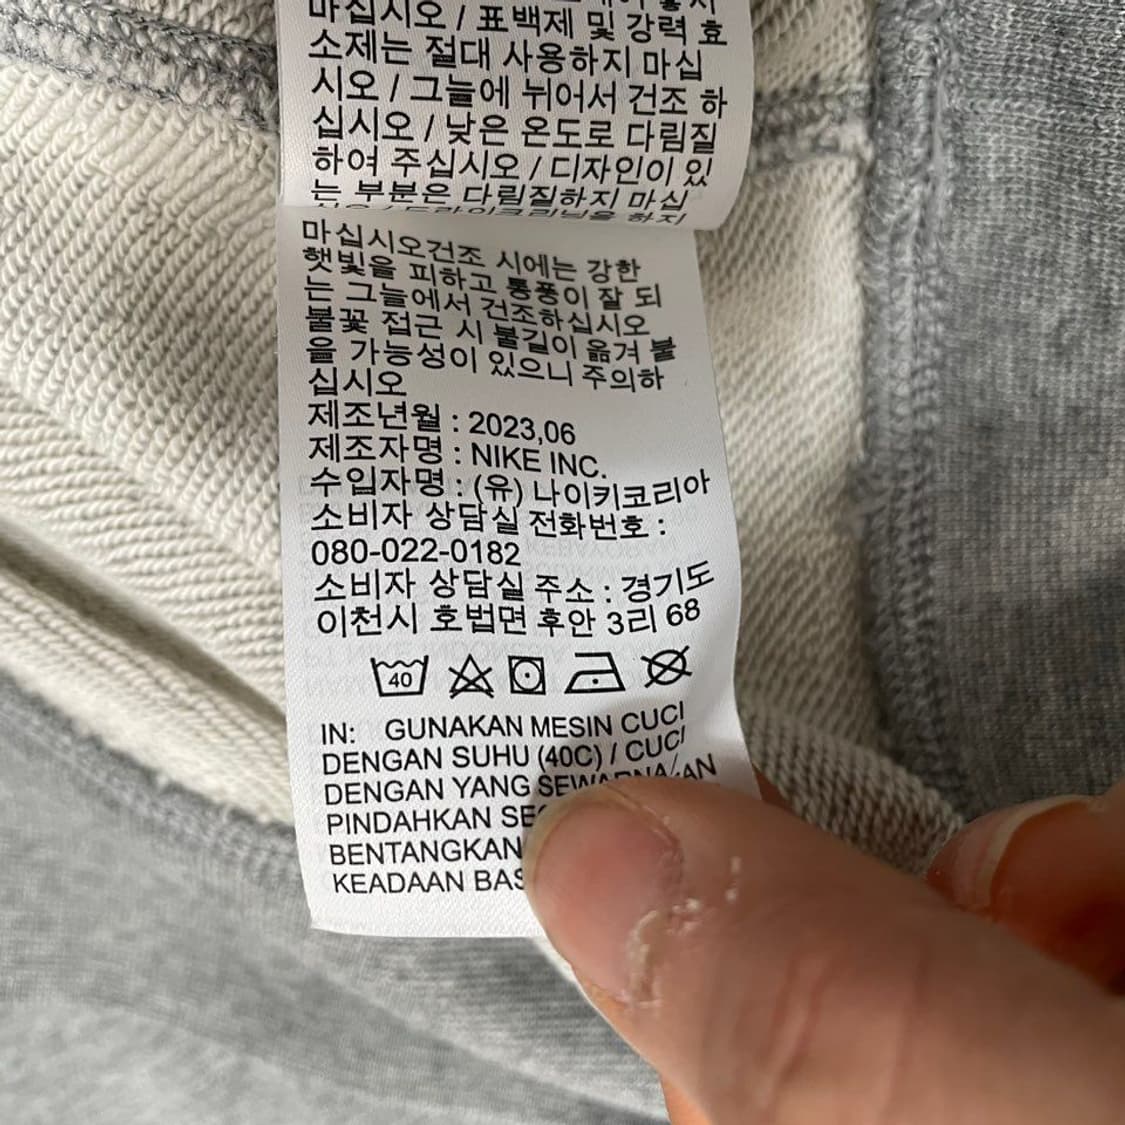 마십시오 / 표백제 및 강력 효
소제는 절대 사용하지 마십
시오 / 그늘에 뉘어서 건조 하
십시오 / 낮은 온도로 다림질
하여 주십시오 / 디자인이 있
는 부분은 다림질하지 마십
마십시오건조 시에는 강한
햇빛을 피하고 통풍이 잘 되
는 그늘에서 건조하십시오
불꽃 접근 시 불길이 옮겨 붙
을 가능성이 있으니 주의하
십시오
제조년월 : 2023,06
제조자명 : NIKE INC.
수입자명 : (유) 나이키코리아
소비자 상담실 전화번호 :
080-022-0182
소비자 상담실 주소 : 경기도
이천시 호법면 후안 3리 68
40
IN: GUNAKAN MESIN CUCI
DENGAN SUHU (40C) / CUCI
DENGAN YANG SEWARNA/
PINDAHKAN
BENTANGKAN
KEADAAN